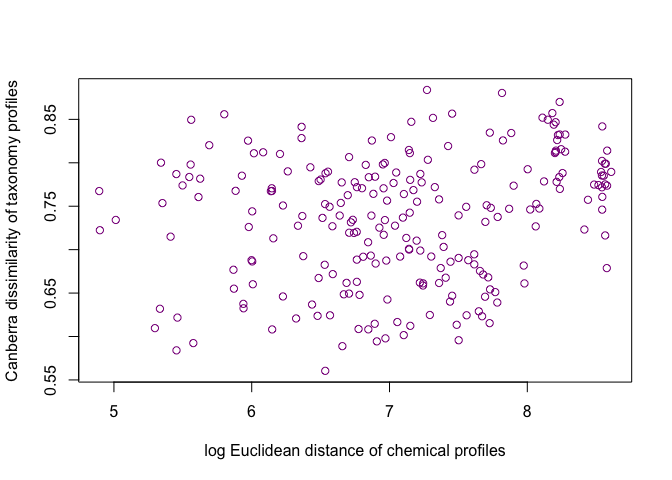 Canberra dissimilarity of taxonomy profiles
0.85
0.75
0.65
0.55
5 6 7 8
log Euclidean distance of chemical profiles